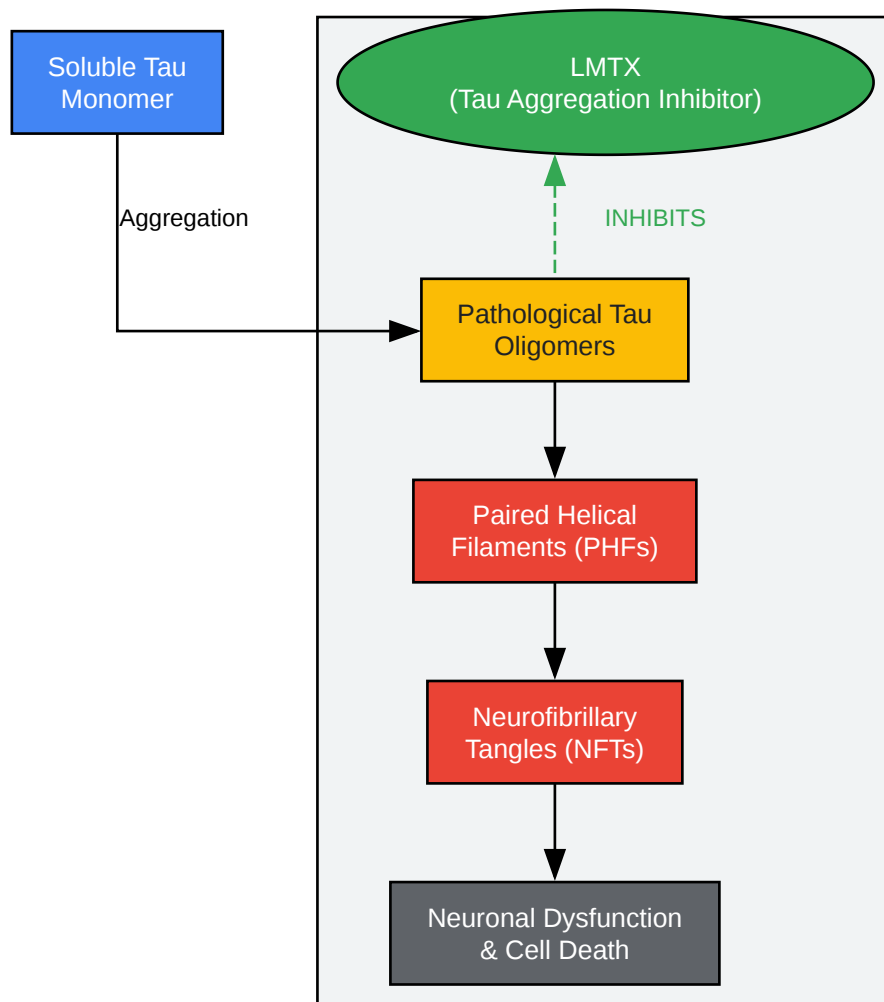 Soluble Tau
Monomer
LMTX
(Tau Aggregation Inhibitor)
Aggregation
INHIBITS
Pathological Tau
Oligomers
Paired Helical
Filaments (PHFs)
Neurofibrillary
Tangles (NFTs)
Neuronal Dysfunction
& Cell Death